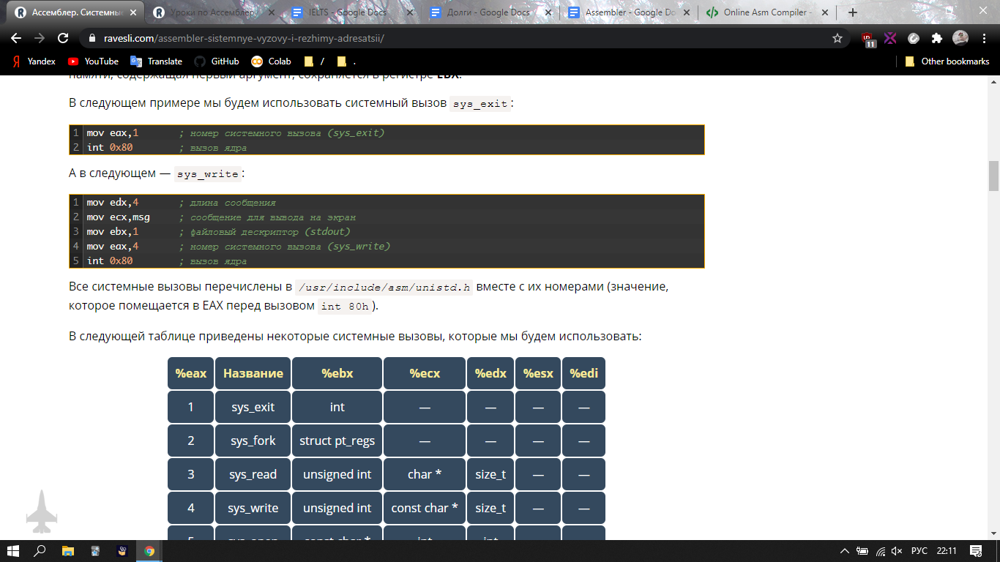 Ассемблер. Системные
Уроки по Ассемблеру
IELTS - Google Docs
Долги - Google Docs
Assembler - Google Do
Online Asm Compiler -
ravesli.com/assembler-sistemnye-vyzovy-i-rezhimy-adresatsii/
11
Yandex
YouTube
Translate
GitHub
Colab
/
.
Other bookmarks
памяти, содержащая первый аргумент, сохраняется в регистре EBX.
В следующем примере мы будем использовать системный вызов sys_exit:
1 mov eax,1 ; номер системного вызова (sys_exit)
2 int 0x80 ; вызов ядра
А в следующем — sys_write:
1 mov edx,4 ; длина сообщения
2 mov ecx,msg ; сообщение для вывода на экран
3 mov ebx,1 ; файловый дескриптор (stdout)
4 mov eax,4 ; номер системного вызова (sys_write)
5 int 0x80 ; вызов ядра
Все системные вызовы перечислены в /usr/include/asm/unistd.h вместе с их номерами (значение,
которое помещается в EAX перед вызовом int 80h).
В следующей таблице приведены некоторые системные вызовы, которые мы будем использовать:
%eax Название %ebx %ecx %edx %esx %edi
1 sys_exit int — — — —
2 sys_fork struct pt_regs — — — —
3 sys_read unsigned int char * size_t — —
4 sys_write unsigned int const char * size_t — —
5 sys_open const char * int int — —
РУС 22:11